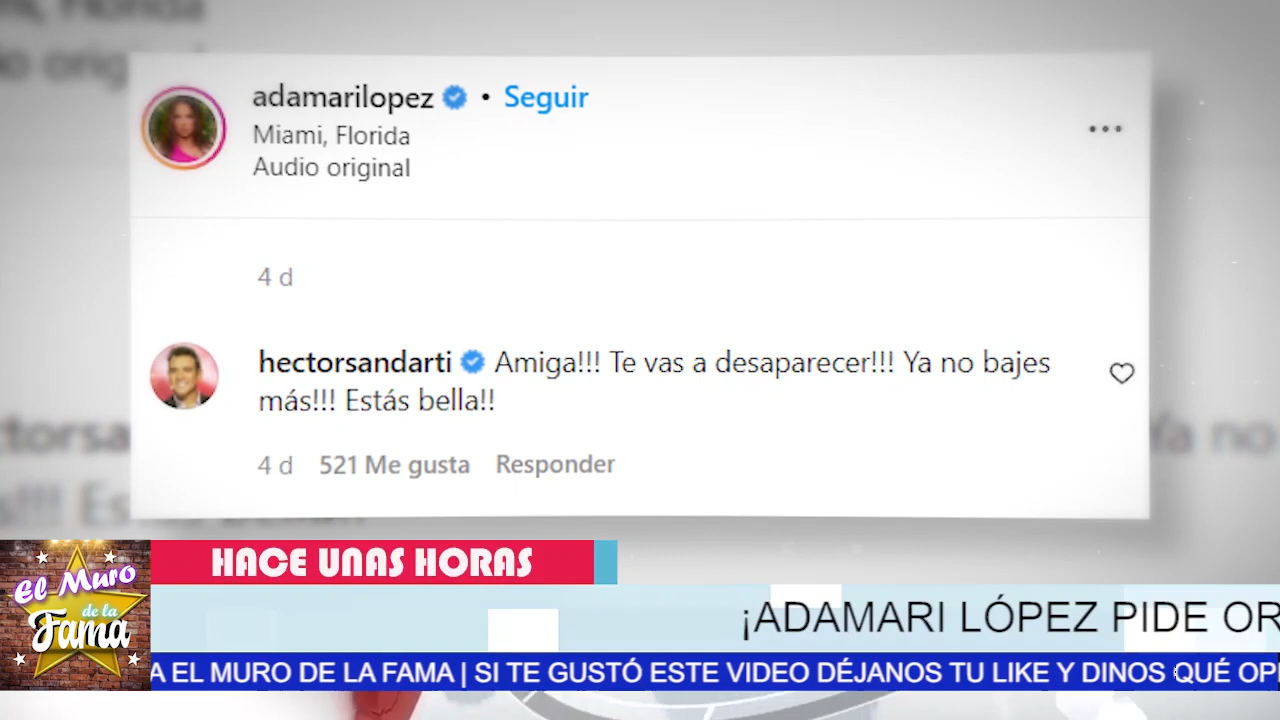 adamarilopez • Seguir
Miami, Florida
Audio original
4 d
hectorsandarti Amiga!!! Te vas a desaparecer!!! Ya no bajes
más!!! Estás bella!!
4 d 521 Me gusta Responder
HACE UNAS HORAS
El Muro
de la
Fama
¡ADAMARI LÓPEZ PIDE OR
A EL MURO DE LA FAMA | SI TE GUSTÓ ESTE VIDEO DÉJANOS TU LIKE Y DINOS QUÉ OPI